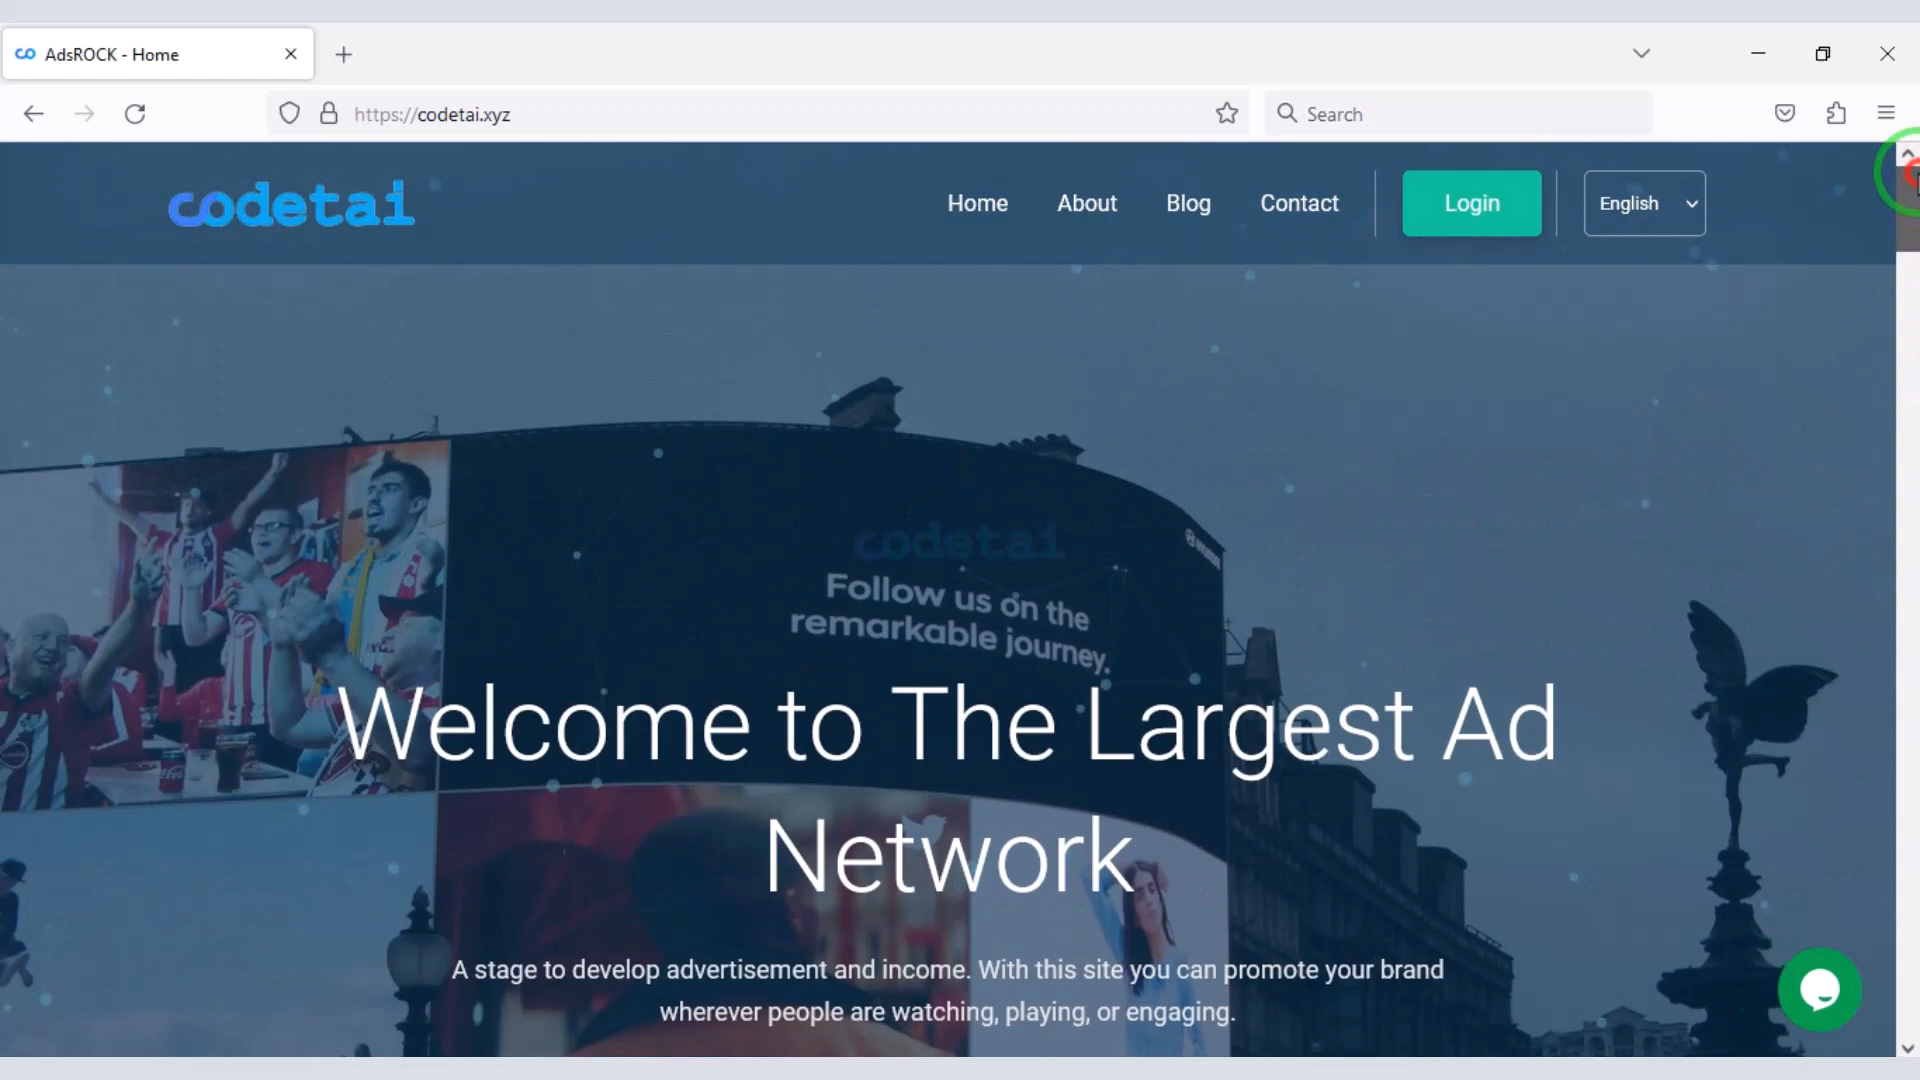 AdsROCK - Home
https://codetai.xyz
Search
codetai
Home
About
Blog
Contact
Login
English
codetai
Follow us on the
remarkable journey.
Welcome to The Largest Ad
Network
A stage to develop advertisement and income. With this site you can promote your brand
wherever people are watching, playing, or engaging.